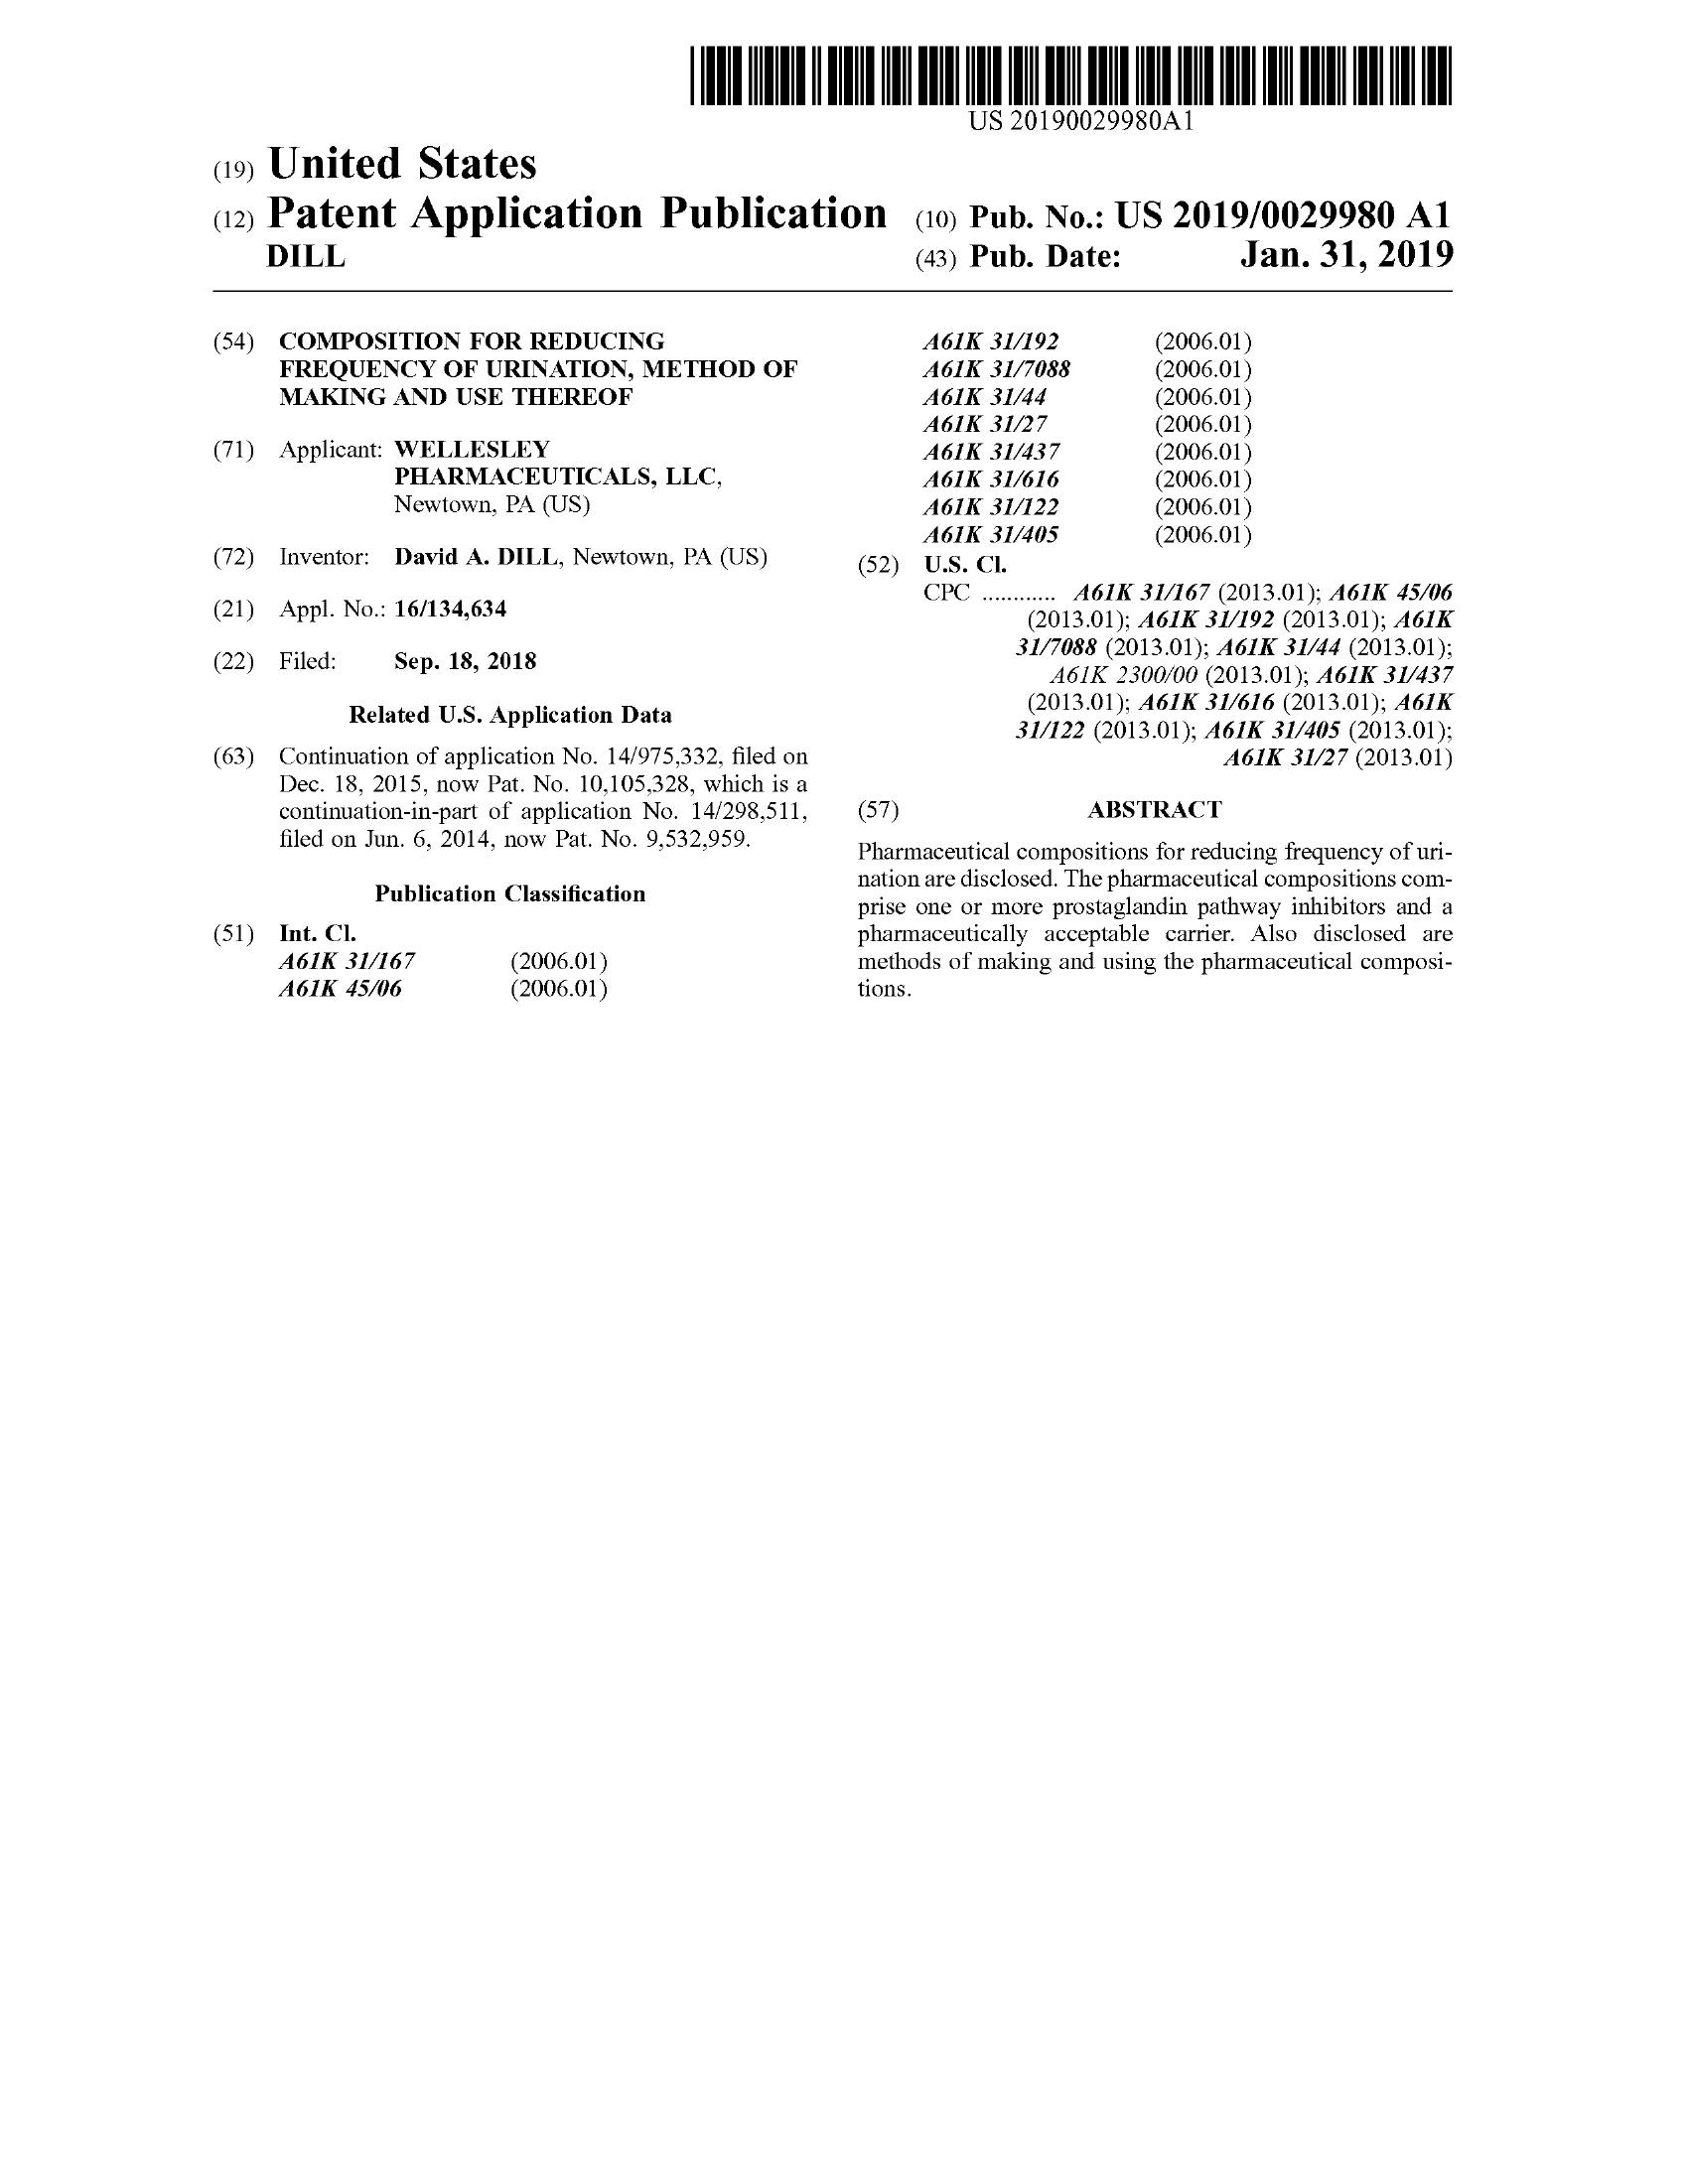 US 20190029980A1
(19) United States
(12) Patent Application Publication
DILL
(10) Pub. No.: US 2019/0029980 A1
(43) Pub. Date: Jan. 31, 2019
(54) COMPOSITION FOR REDUCING
FREQUENCY OF URINATION, METHOD OF
MAKING AND USE THEREOF
(71) Applicant: WELLESLEY
PHARMACEUTICALS, LLC,
Newtown, PA (US)
(72) Inventor: David A. DILL, Newtown, PA (US)
(21) Appl. No.: 16/134,634
(22) Filed: Sep. 18, 2018
Related U.S. Application Data
(63) Continuation of application No. 14/975,332, filed on
Dec. 18, 2015, now Pat. No. 10,105,328, which is a
continuation-in-part of application No. 14/298,511,
filed on Jun. 6, 2014, now Pat. No. 9,532,959.
Publication Classification
(51) Int. Cl.
A61K 31/167 (2006.01)
A61K 45/06 (2006.01)
A61K 31/192 (2006.01)
A61K 31/7088 (2006.01)
A61K 31/44 (2006.01)
A61K 31/27 (2006.01)
A61K 31/437 (2006.01)
A61K 31/616 (2006.01)
A61K 31/122 (2006.01)
A61K 31/405 (2006.01)
(52) U.S. Cl.
CPC ........... A61K 31/167 (2013.01); A61K 45/06
(2013.01); A61K 31/192 (2013.01); A61K
31/7088 (2013.01); A61K 31/44 (2013.01);
A61K 2300/00 (2013.01); A61K 31/437
(2013.01); A61K 31/616 (2013.01); A61K
31/122 (2013.01); A61K 31/405 (2013.01);
A61K 31/27 (2013.01)
(57) ABSTRACT
Pharmaceutical compositions for reducing frequency of uri-
nation are disclosed. The pharmaceutical compositions com-
prise one or more prostaglandin pathway inhibitors and a
pharmaceutically acceptable carrier. Also disclosed are
methods of making and using the pharmaceutical composi-
tions.